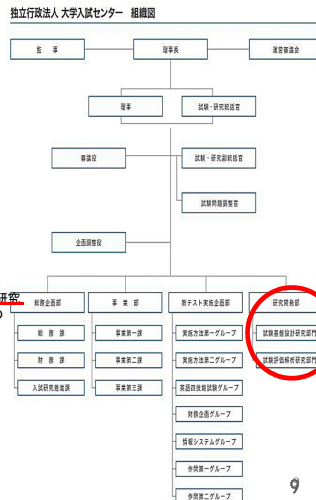 独立行政法人 大学入試センター 組織図
監 事
理事長
運営審議会
理事
試験・研究統括官
審議役
試験・研究副統括官
試験問題調整官
企画調整役
研究
総務企画部
事 業 部
新テスト実施企画部
研究開発部
総 務 課
事業第一課
実施方法第一グループ
試験基盤設計研究部門
財 務 課
事業第二課
実施方法第二グループ
試験評価解析研究部門
入試研究推進課
事業第三課
英語四技能試験グループ
財務企画グループ
情報システムグループ
作問第一グループ
作問第二グループ
9